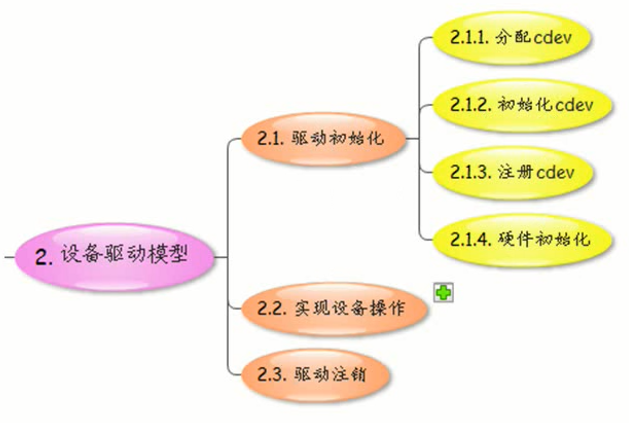 2. 设备驱动模型
2.1. 驱动初始化
2.1.1. 分配cdev
2.1.2. 初始化cdev
2.1.3. 注册cdev
2.1.4. 硬件初始化
2.2. 实现设备操作
2.3. 驱动注销